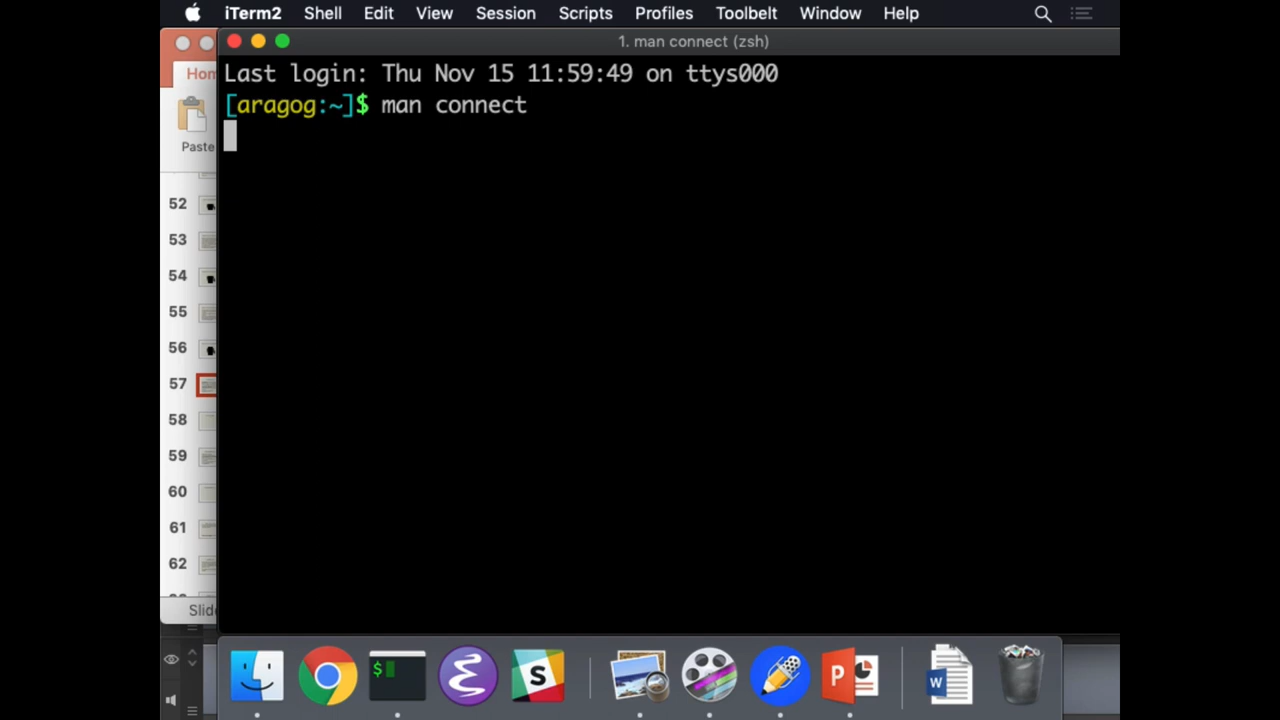 iTerm2 Shell Edit View Session Scripts Profiles Toolbelt Window Help
1. man connect (zsh)
Last login: Thu Nov 15 11:59:49 on ttys000
[aragog:~]$ man connect
Paste
52
53
54
55
56
57
58
59
60
61
62
$
S
P
W